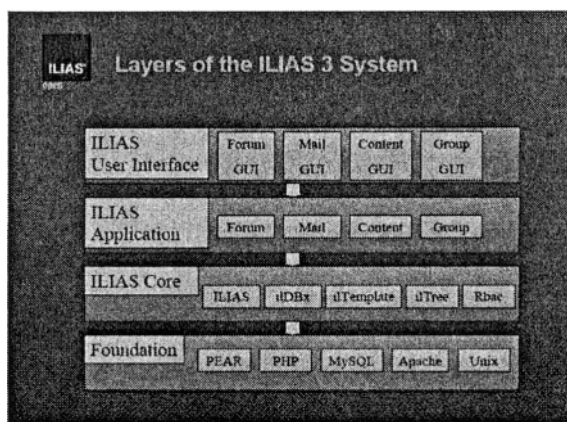 ILIAS
Layers of the ILIAS 3 System
ILIAS
User Interface
Forum GUI
Mail GUI
Content GUI
Group GUI
ILIAS
Application
Forum
Mail
Content
Group
ILIAS Core
ILIAS
ilDBx
ilTemplate
ilTree
Rbac
Foundation
PEAR
PHP
MySQL
Apache
Unix